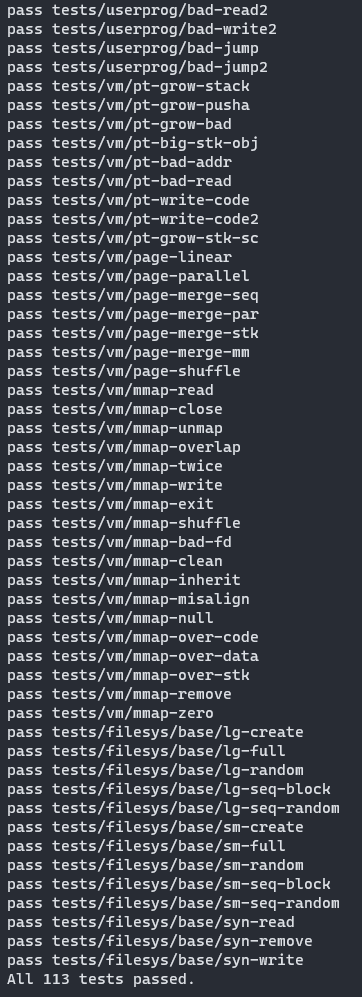 pass tests/userprog/bad-read2
pass tests/userprog/bad-write2
pass tests/userprog/bad-jump
pass tests/userprog/bad-jump2
pass tests/vm/pt-grow-stack
pass tests/vm/pt-grow-pusha
pass tests/vm/pt-grow-bad
pass tests/vm/pt-big-stk-obj
pass tests/vm/pt-bad-addr
pass tests/vm/pt-bad-read
pass tests/vm/pt-write-code
pass tests/vm/pt-write-code2
pass tests/vm/pt-grow-stk-sc
pass tests/vm/page-linear
pass tests/vm/page-parallel
pass tests/vm/page-merge-seq
pass tests/vm/page-merge-par
pass tests/vm/page-merge-stk
pass tests/vm/page-merge-mm
pass tests/vm/page-shuffle
pass tests/vm/mmap-read
pass tests/vm/mmap-close
pass tests/vm/mmap-unmap
pass tests/vm/mmap-overlap
pass tests/vm/mmap-twice
pass tests/vm/mmap-write
pass tests/vm/mmap-exit
pass tests/vm/mmap-shuffle
pass tests/vm/mmap-bad-fd
pass tests/vm/mmap-clean
pass tests/vm/mmap-inherit
pass tests/vm/mmap-misalign
pass tests/vm/mmap-null
pass tests/vm/mmap-over-code
pass tests/vm/mmap-over-data
pass tests/vm/mmap-over-stk
pass tests/vm/mmap-remove
pass tests/vm/mmap-zero
pass tests/filesys/base/lg-create
pass tests/filesys/base/lg-full
pass tests/filesys/base/lg-random
pass tests/filesys/base/lg-seq-block
pass tests/filesys/base/lg-seq-random
pass tests/filesys/base/sm-create
pass tests/filesys/base/sm-full
pass tests/filesys/base/sm-random
pass tests/filesys/base/sm-seq-block
pass tests/filesys/base/sm-seq-random
pass tests/filesys/base/syn-read
pass tests/filesys/base/syn-remove
pass tests/filesys/base/syn-write
All 113 tests passed.